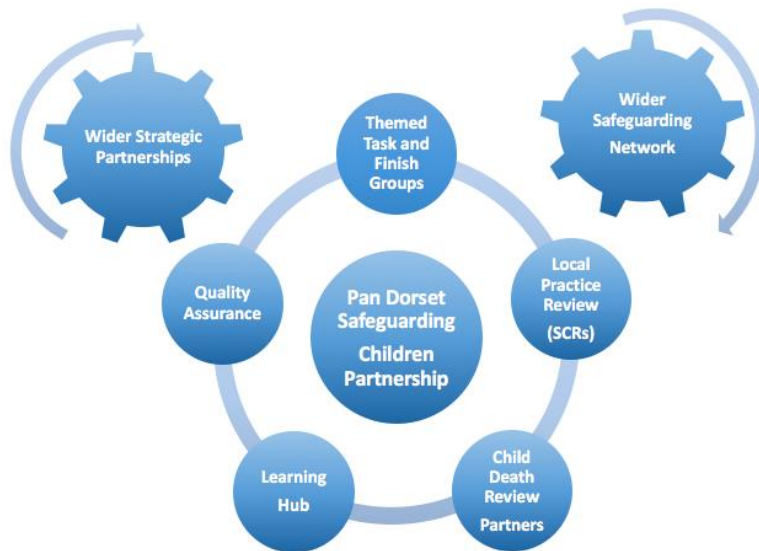 Wider Strategic
Partnerships
Wider
Safeguarding
Network
Themed
Task and
Finish
Groups
Quality
Assurance
Pan Dorset
Safeguarding
Children
Partnership
Local
Practice
Review
(SCRs)
Learning
Hub
Child
Death
Review
Partners